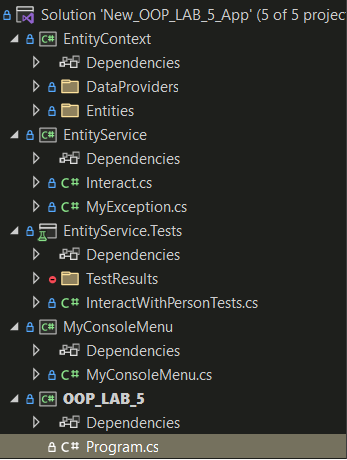 Solution 'New_OOP_LAB_5_App' (5 of 5 projec
C# EntityContext
Dependencies
DataProviders
Entities
C# EntityService
Dependencies
C# Interact.cs
C# MyException.cs
EntityService.Tests
Dependencies
TestResults
C# InteractWithPersonTests.cs
C# MyConsoleMenu
Dependencies
C# MyConsoleMenu.cs
C# OOP_LAB_5
Dependencies
C# Program.cs